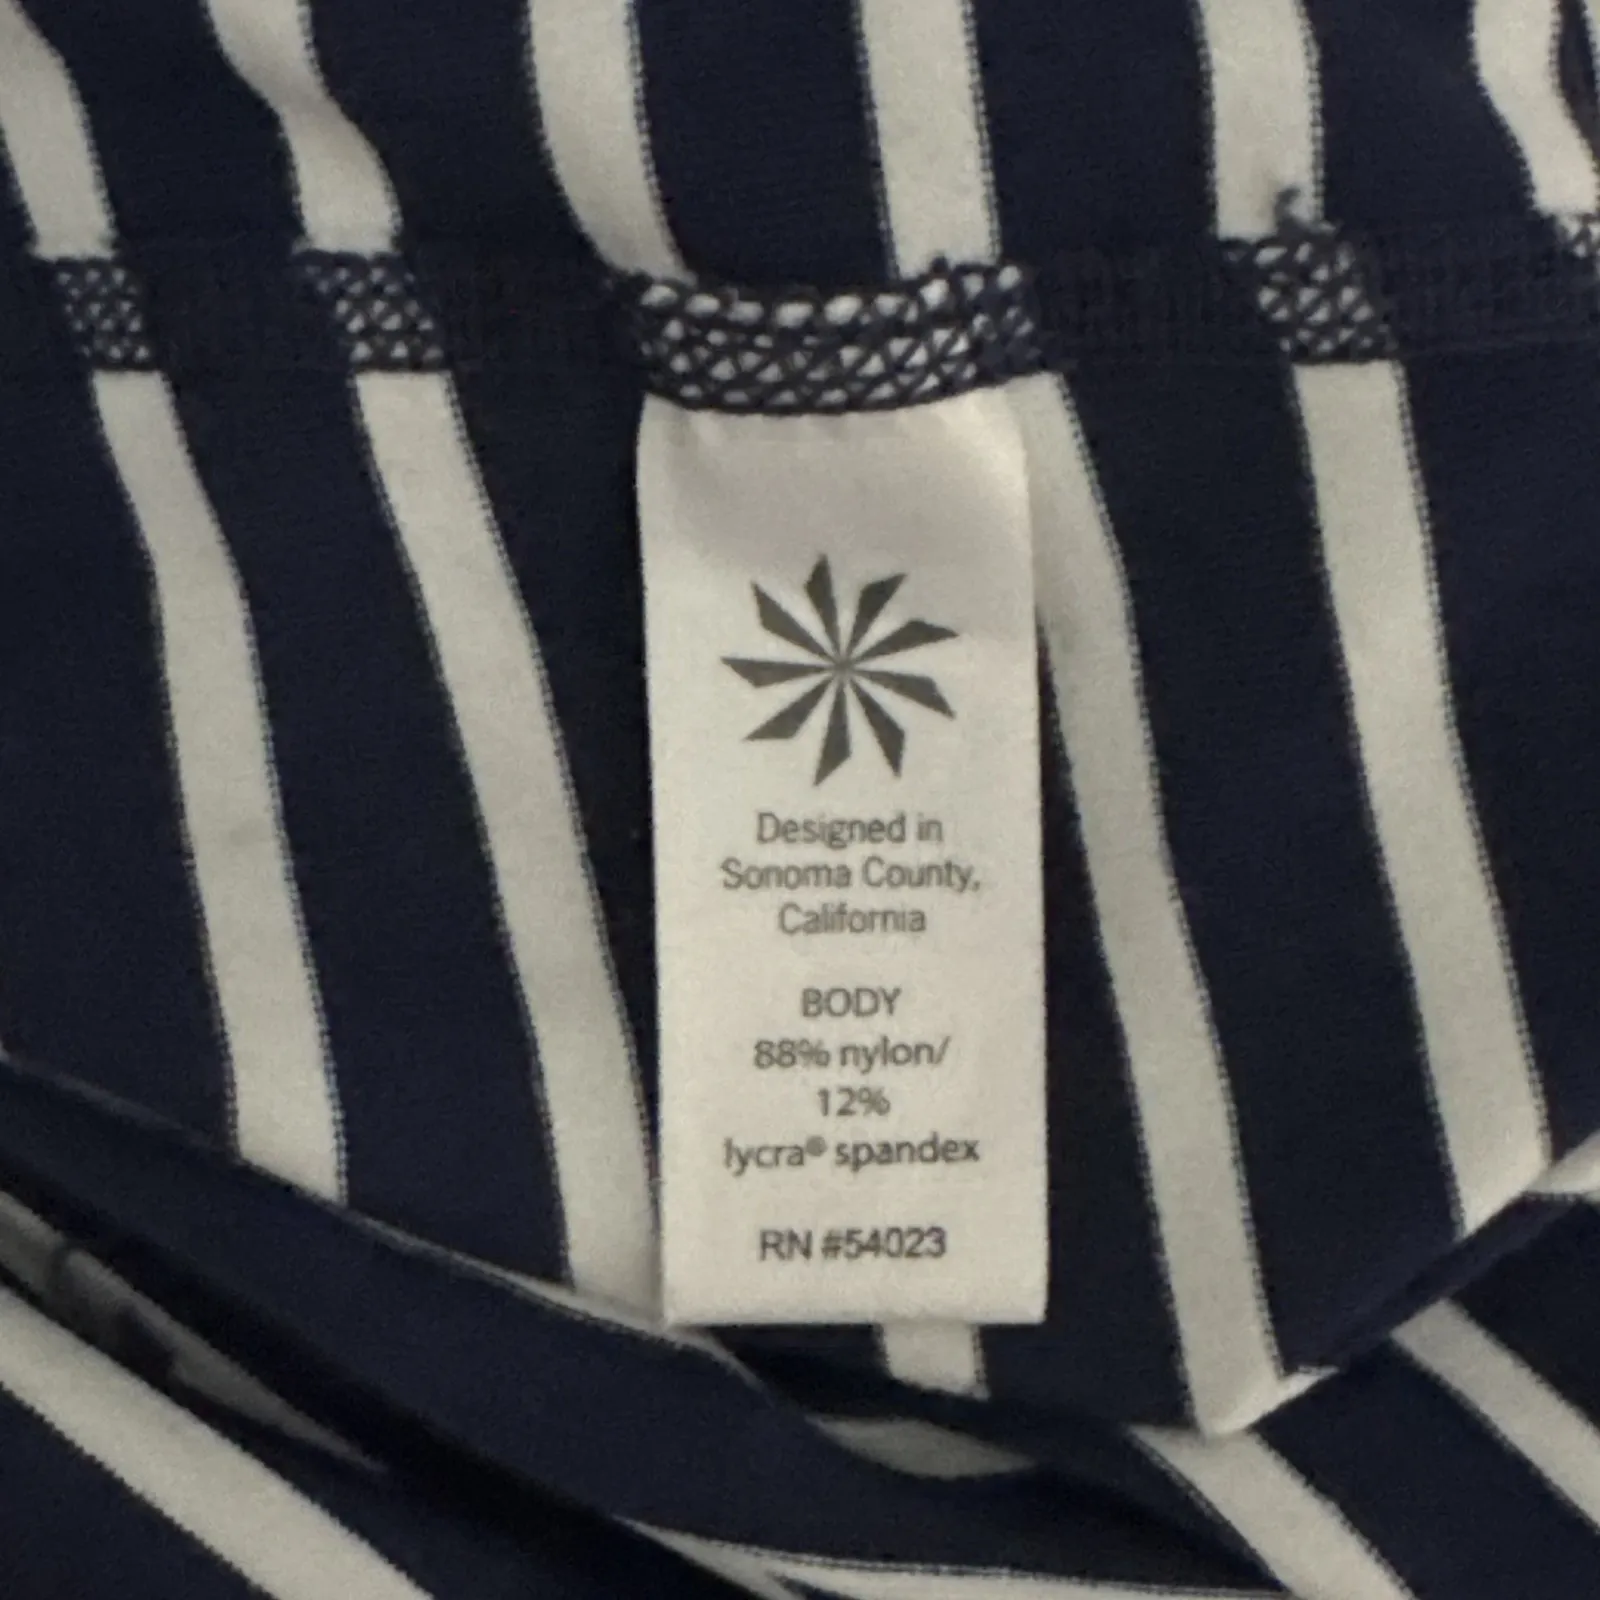 Designed in
Sonoma County,
California
BODY
88% nylon/
12%
lycra® spandex
RN #54023